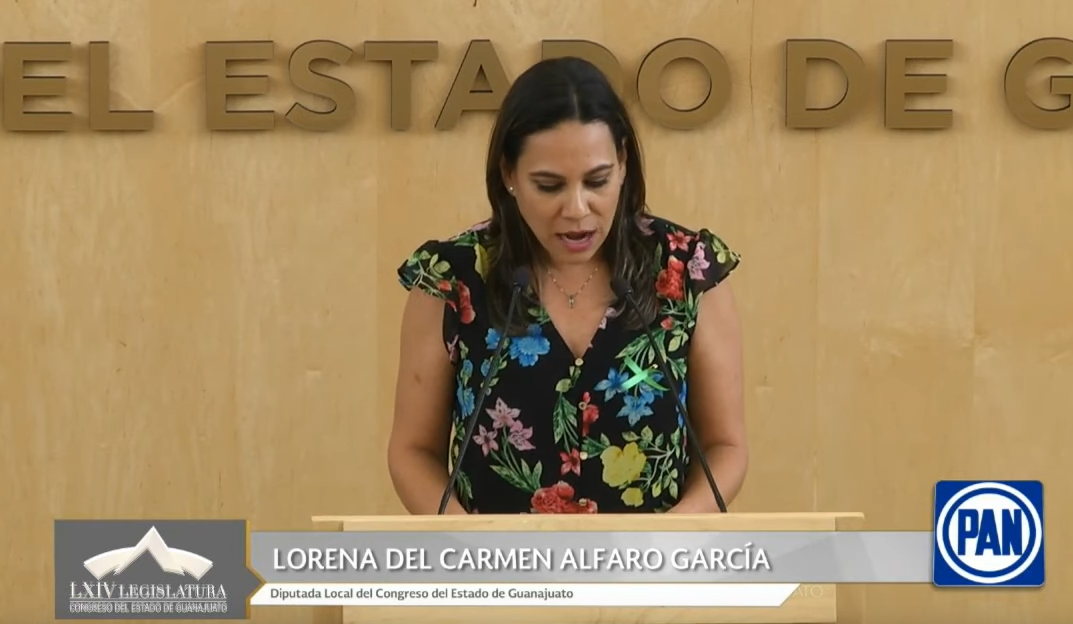 EL ESTADO DE G
LORENA DEL CARMEN ALFARO GARCÍA
Diputada Local del Congreso del Estado de Guanajuato
LXIV LEGISLATURA
CONGRESO DEL ESTADO DE GUANAJUATO
PAN